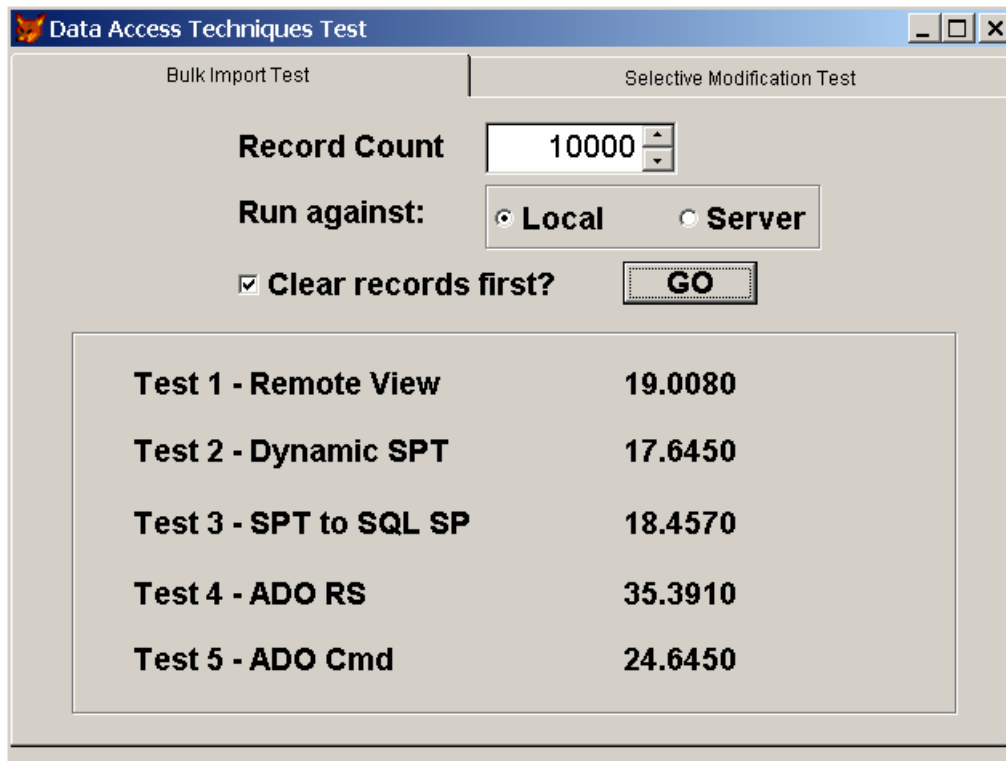 Data Access Techniques Test
Bulk Import Test Selective Modification Test
Record Count 10000
Run against: Local Server
Clear records first? GO
Test 1 - Remote View 19.0080
Test 2 - Dynamic SPT 17.6450
Test 3 - SPT to SQL SP 18.4570
Test 4 - ADO RS 35.3910
Test 5 - ADO Cmd 24.6450